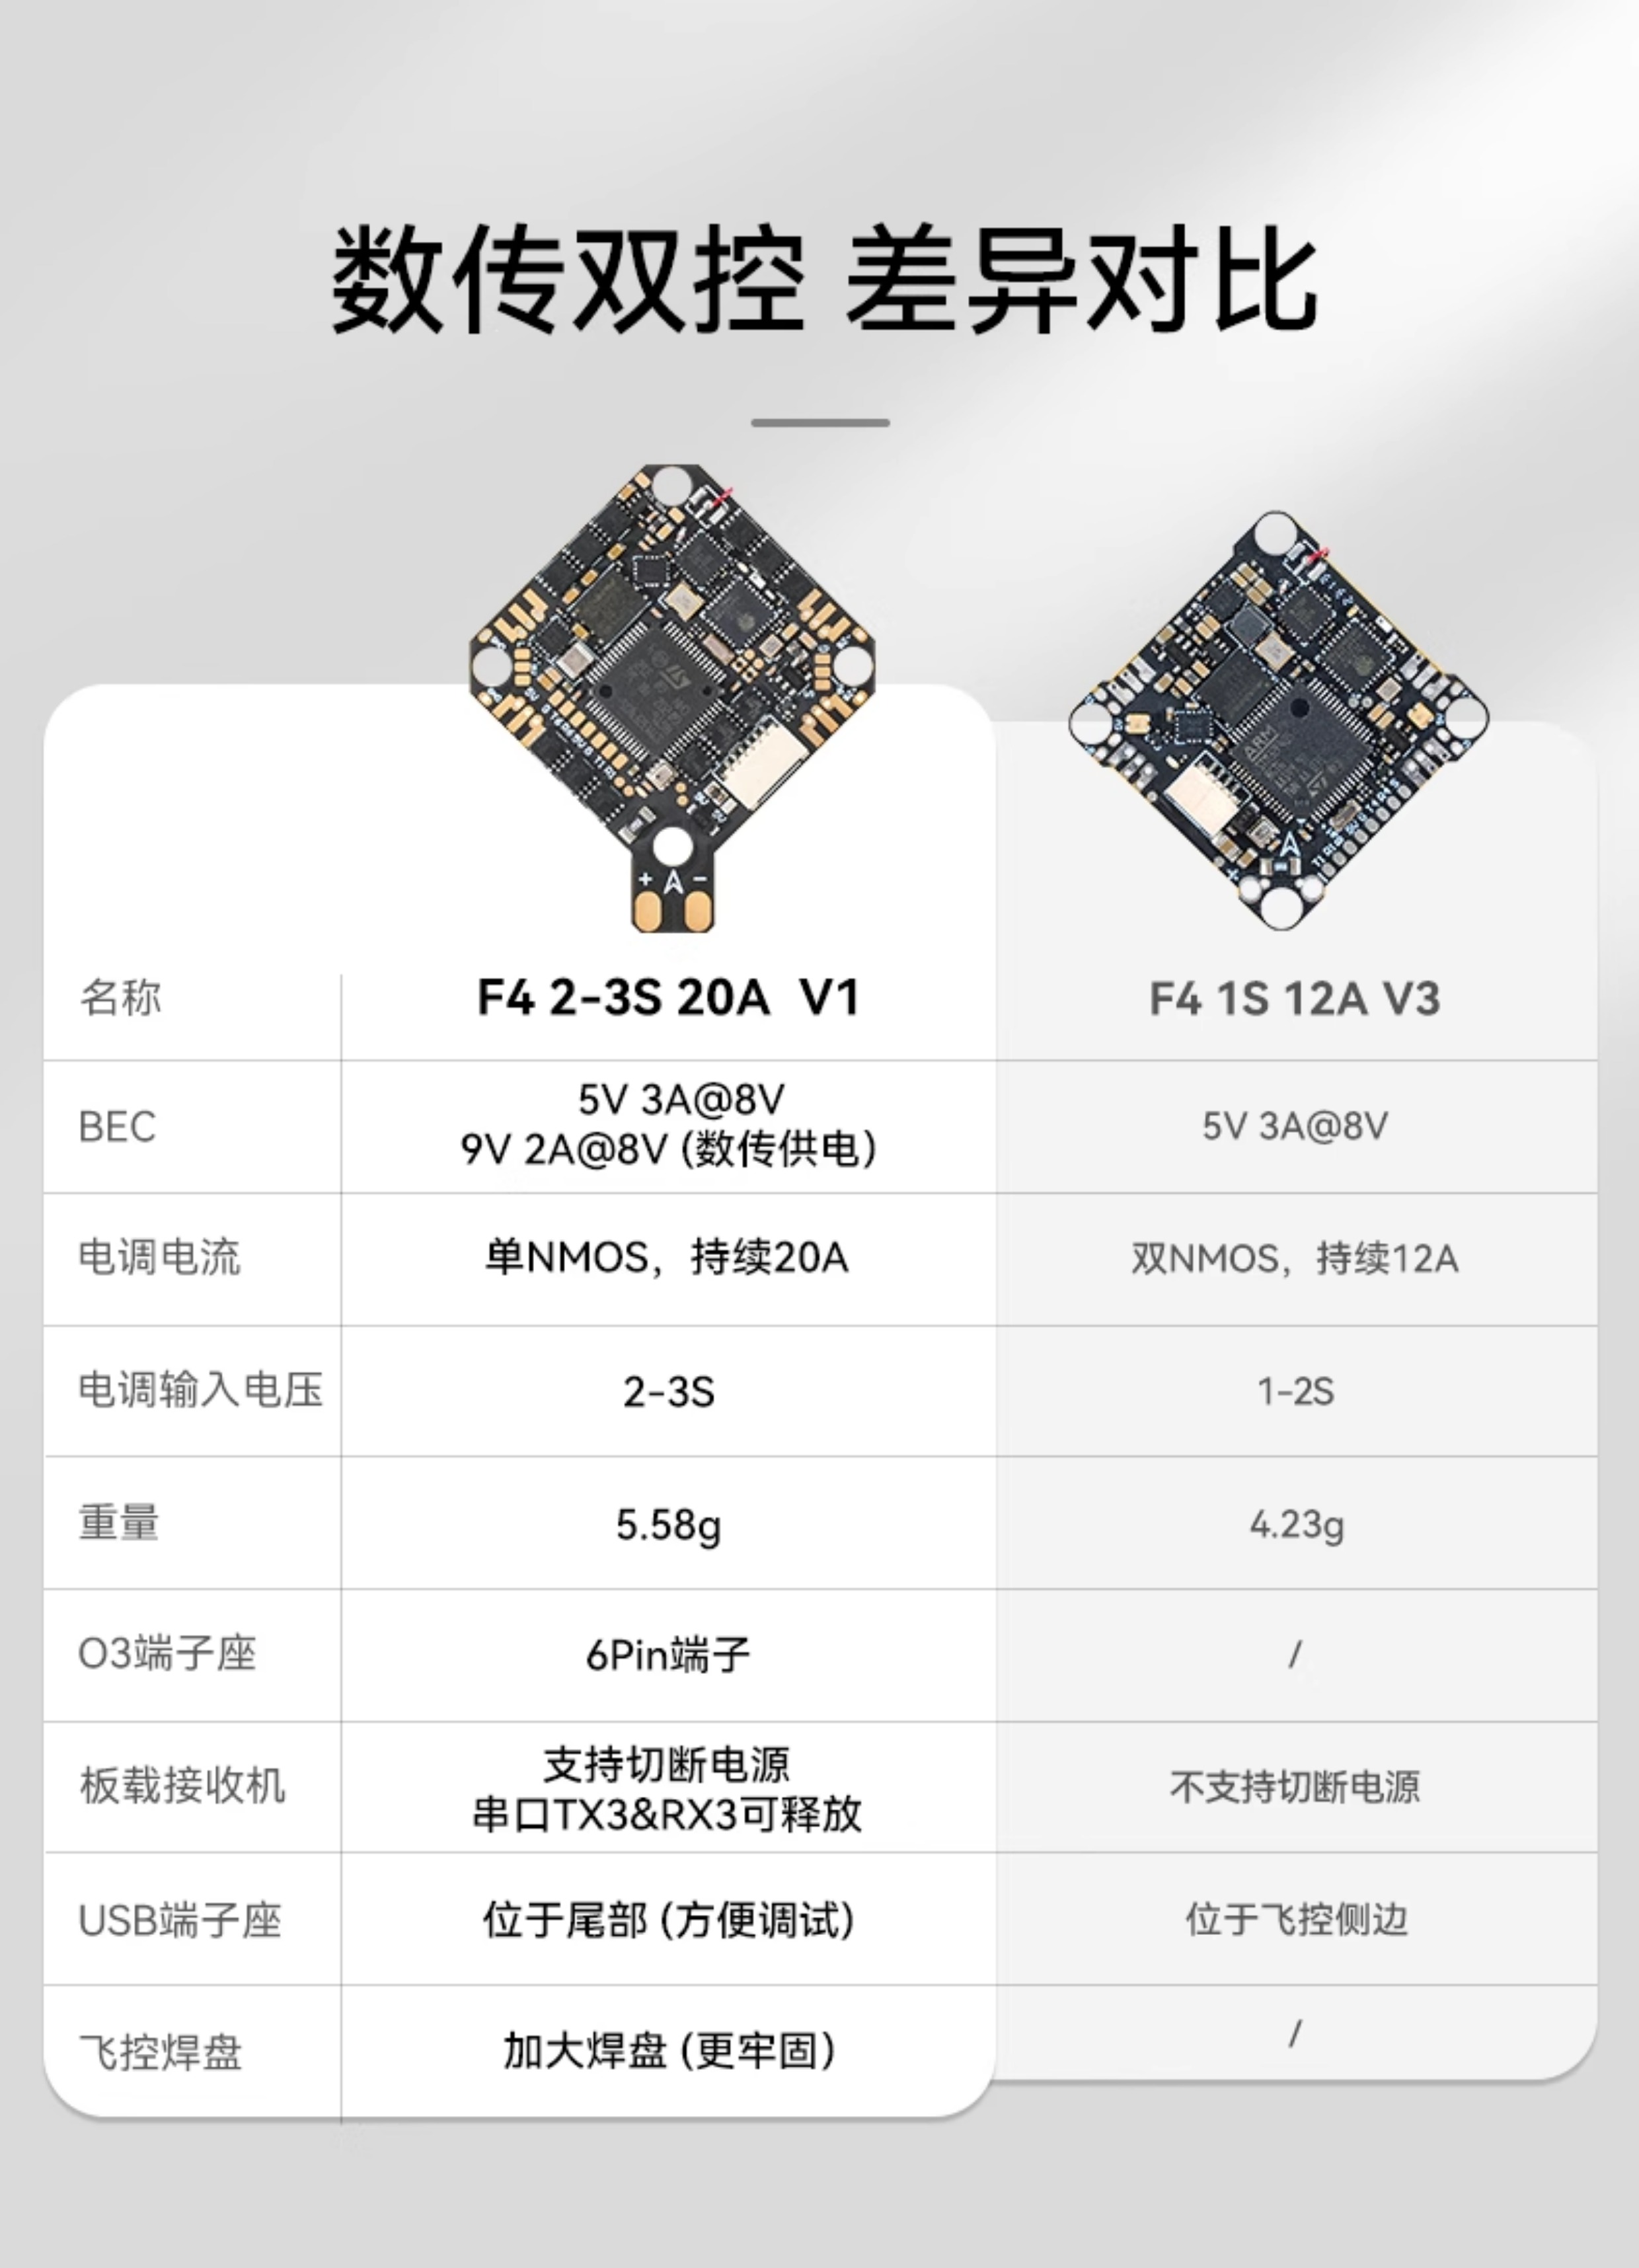 数传双控 差异对比
名称
F4 2-3S 20A V1
F4 1S 12A V3
BEC
5V 3A@8V
9V 2A@8V (数传供电)
5V 3A@8V
电调电流
单NMOS，持续20A
双NMOS，持续12A
电调输入电压
2-3S
1-2S
重量
5.58g
4.23g
O3端子座
6Pin端子
/
板载接收机
支持切断电源
串口TX3&RX3可释放
不支持切断电源
USB端子座
位于尾部 (方便调试)
位于飞控侧边
飞控焊盘
加大焊盘 (更牢固)
/